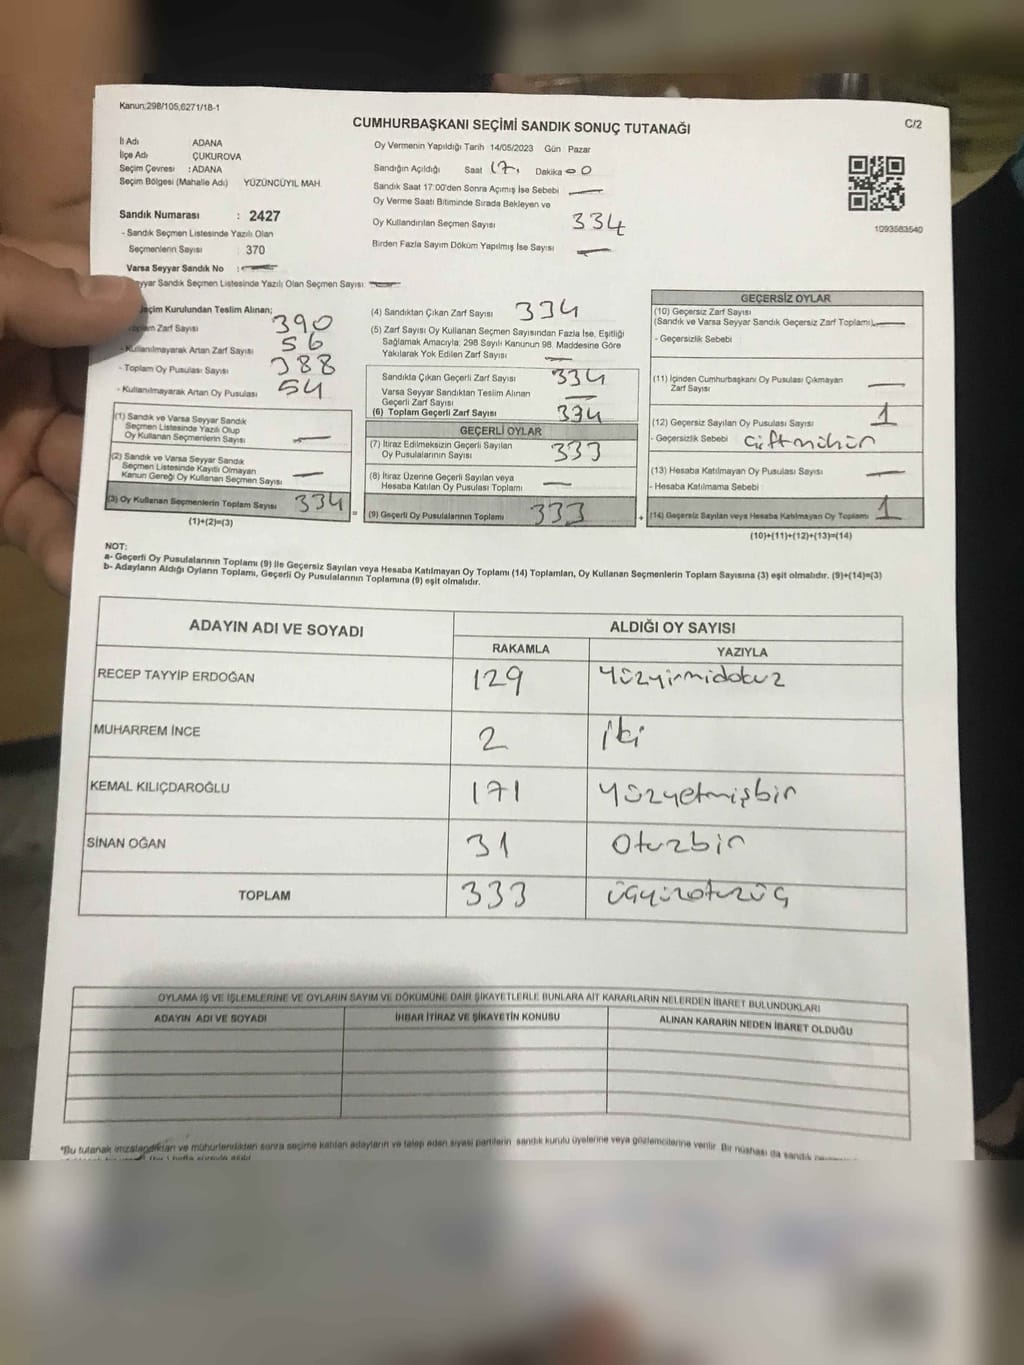 Kanun:298/105,6271/18-1
C/2
CUMHURBAŞKANI SEÇİMİ SANDIK SONUÇ TUTANAĞI
İl Adı ADANA
İlçe Adı ÇUKUROVA
Seçim Çevresi : ADANA
Seçim Bölgesi (Mahalle Adı) YÜZÜNCÜYIL MAH.
Sandık Numarası : 2427
- Sandık Seçmen Listesinde Yazılı Olan
Seçmenlerin Sayısı 370
Varsa Seyyar Sandık No :
Sandık Seçmen Listesinde Yazılı Olan Seçmen Sayısı:
Oy Vermenin Yapıldığı Tarih 14/05/2023 Gün : Pazar
Sandığın Açıldığı Saat 17. Dakika 00
Sandık Saat 17:00'den Sonra Açımış İse Sebebi
Oy Verme Saati Bitiminde Sırada Bekleyen ve
Oy Kullandırılan Seçmen Sayısı 334
Birden Fazla Sayım Döküm Yapılmış İse Sayısı
1093583540
Kurulundan Teslim Alınan;
Zarf Sayısı 390
- Kullanılmayarak Artan Zarf Sayısı 56
- Toplam Oy Pusulası Sayısı 388
- Kullanılmayarak Artan Oy Pusulası 54
(1) Sandık ve Varsa Seyyar Sandık
Seçmen Listesinde Yazılı Olup
Oy Kullanan Seçmenlerin Sayısı
(2) Sandık ve Varsa Seyyar Sandık
Seçmen Listesinde Kayıtlı Olmayan
Kanun Gereği Oy Kullanan Seçmen Sayısı
(3) Oy Kullanan Seçmenlerin Toplam Sayısı 334
(1)+(2)=(3)
=
(4) Sandıktan Çıkan Zarf Sayısı 334
(5) Zarf Sayısı Oy Kullanan Seçmen Sayısından Fazla İse, Eşitliği
Sağlamak Amacıyla; 298 Sayılı Kanunun 98. Maddesine Göre
Yakılarak Yok Edilen Zarf Sayısı
Sandıkta Çıkan Geçerli Zarf Sayısı 334
Varsa Seyyar Sandıktan Teslim Alınan
Geçerli Zarf Sayısı
(6) Toplam Geçerli Zarf Sayısı 334
GEÇERLİ OYLAR
(7) İtiraz Edilmeksizin Geçerli Sayılan
Oy Pusulalarının Sayısı 333
(8) İtiraz Üzerine Geçerli Sayılan veya
Hesaba Katılan Oy Pusulası Toplamı
(9) Geçerli Oy Pusulalarının Toplamı 333
+
GEÇERSİZ OYLAR
(10) Geçersiz Zarf Sayısı
(Sandık ve Varsa Seyyar Sandık Geçersiz Zarf Toplamı)
- Geçersizlik Sebebi
(11) İçinden Cumhurbaşkanı Oy Pusulası Çıkmayan
Zarf Sayısı
(12) Geçersiz Sayılan Oy Pusulası Sayısı 1
- Geçersizlik Sebebi çift mühür
(13) Hesaba Katılmayan Oy Pusulası Sayısı
- Hesaba Katılmama Sebebi
(14) Geçersiz Sayılan veya Hesaba Katılmayan Oy Toplamı 1
(10)+(11)+(12)+(13)=(14)
NOT:
a- Geçerli Oy Pusulalarının Toplamı (9) ile Geçersiz Sayılan veya Hesaba Katılmayan Oy Toplamı (14) Toplamları, Oy Kullanan Seçmenlerin Toplam Sayısına (3) eşit olmalıdır. (9)+(14)=(3)
b- Adayların Aldığı Oyların Toplamı, Geçerli Oy Pusulalarının Toplamına (9) eşit olmalıdır.
ADAYIN ADI VE SOYADI ALDIĞI OY SAYISI
RAKAMLA YAZIYLA
RECEP TAYYİP ERDOĞAN 129 yüzyirmidokuz
MUHARREM İNCE 2 iki
KEMAL KILIÇDAROĞLU 171 yüzyetmişbir
SİNAN OĞAN 31 Otuzbir
TOPLAM 333 üçyüzotuzüç
OYLAMA İŞ VE İŞLEMLERİNE VE OYLARIN SAYIM VE DÖKÜMÜNE DAİR ŞİKAYETLERLE BUNLARA AİT KARARLARIN NELERDEN İBARET BULUNDUKLARI
ADAYIN ADI VE SOYADI İHBAR İTİRAZ VE ŞİKAYETİN KONUSU ALINAN KARARIN NEDEN İBARET OLDUĞU
*Bu tutanak imzalandıktan ve mühürlendikten sonra seçime katılan adayların ve talep eden siyasi partilerin sandık kurulu üyelerine veya gözlemcilerine verilir. Bir nüshası da sandık